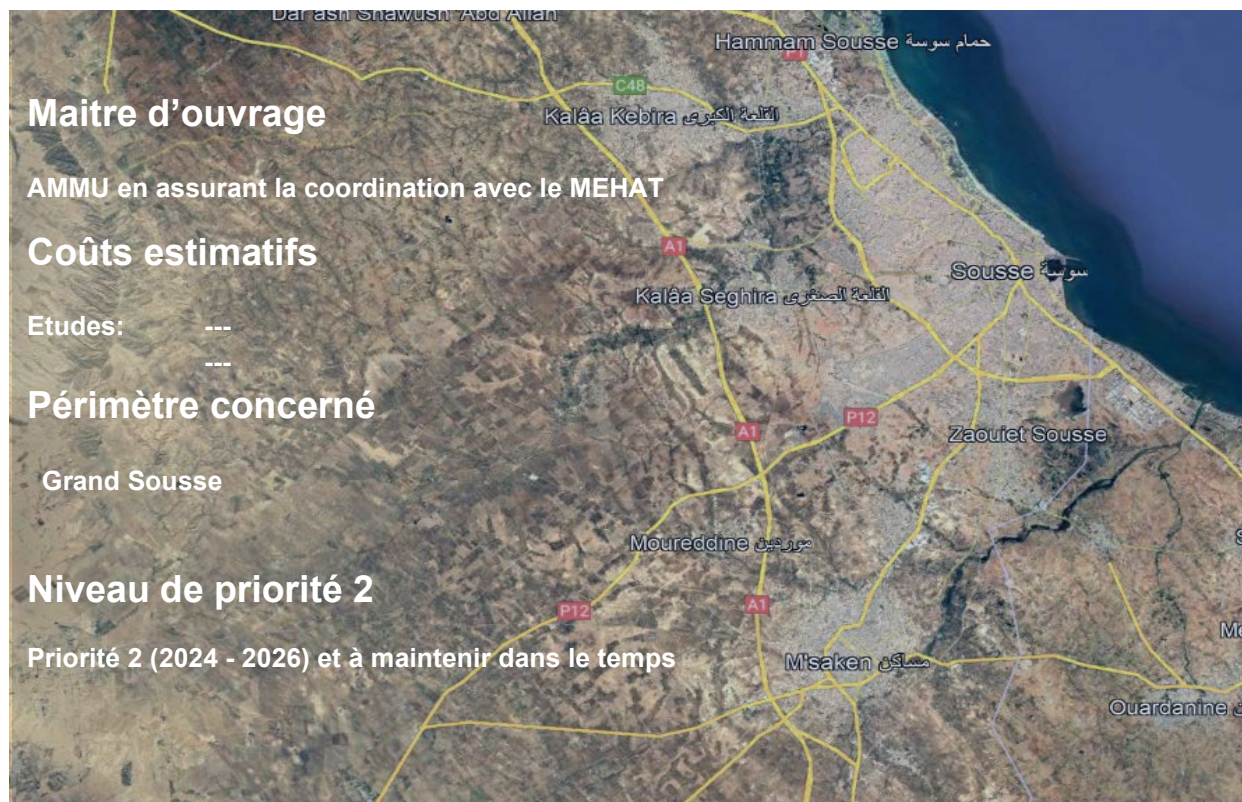 Dar ash Shawush 'Abd Allah
Hammam Sousse حمام سوسة
P1
C48
Maitre d'ouvrage
Kalâa Kebira القلعة الكبرى
AMMU en assurant la coordination avec le MEHAT
Coûts estimatifs
A1
Sousse سوسة
Kalâa Seghira القلعة الصغرى
Etudes: ---
---
Périmètre concerné
P12
A1
Zaouiet Sousse
Grand Sousse
Moureddine موردين
Niveau de priorité 2
P12
A1
Priorité 2 (2024 - 2026) et à maintenir dans le temps
M'saken مساكن
Ouardanine